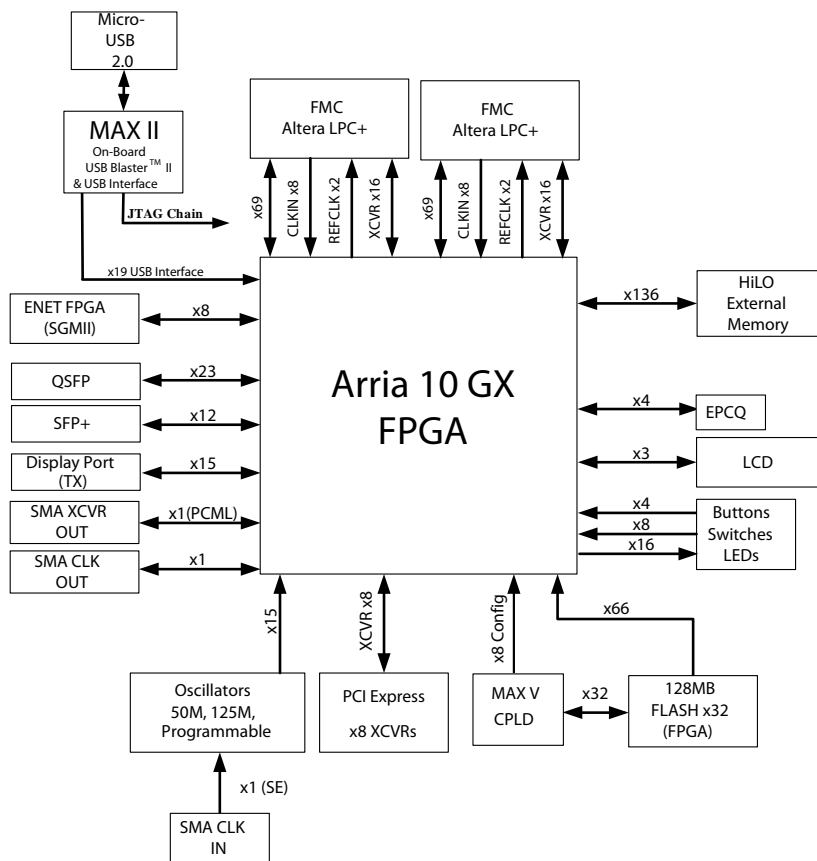 Micro-
USB
2.0
MAX II
On-Board
USB Blaster™ II
& USB Interface
JTAG Chain
x19 USB Interface
FMC
Altera LPC+
x69
CLKIN x8
REFCLK x2
XCVR x16
FMC
Altera LPC+
x69
CLKIN x8
REFCLK x2
XCVR x16
ENET FPGA
(SGMII)
x8
QSFP
x23
SFP+
x12
Display Port
(TX)
x15
SMA XCVR
OUT
x1(PCML)
SMA CLK
OUT
x1
Arria 10 GX
FPGA
x136
HiLO
External
Memory
x4
EPCQ
x3
LCD
x4
x8
x16
Buttons
Switches
LEDs
x15
Oscillators
50M, 125M,
Programmable
x1 (SE)
SMA CLK
IN
XCVR x8
PCI Express
x8 XCVRs
x8 Config
MAX V
CPLD
x32
x66
128MB
FLASH x32
(FPGA)